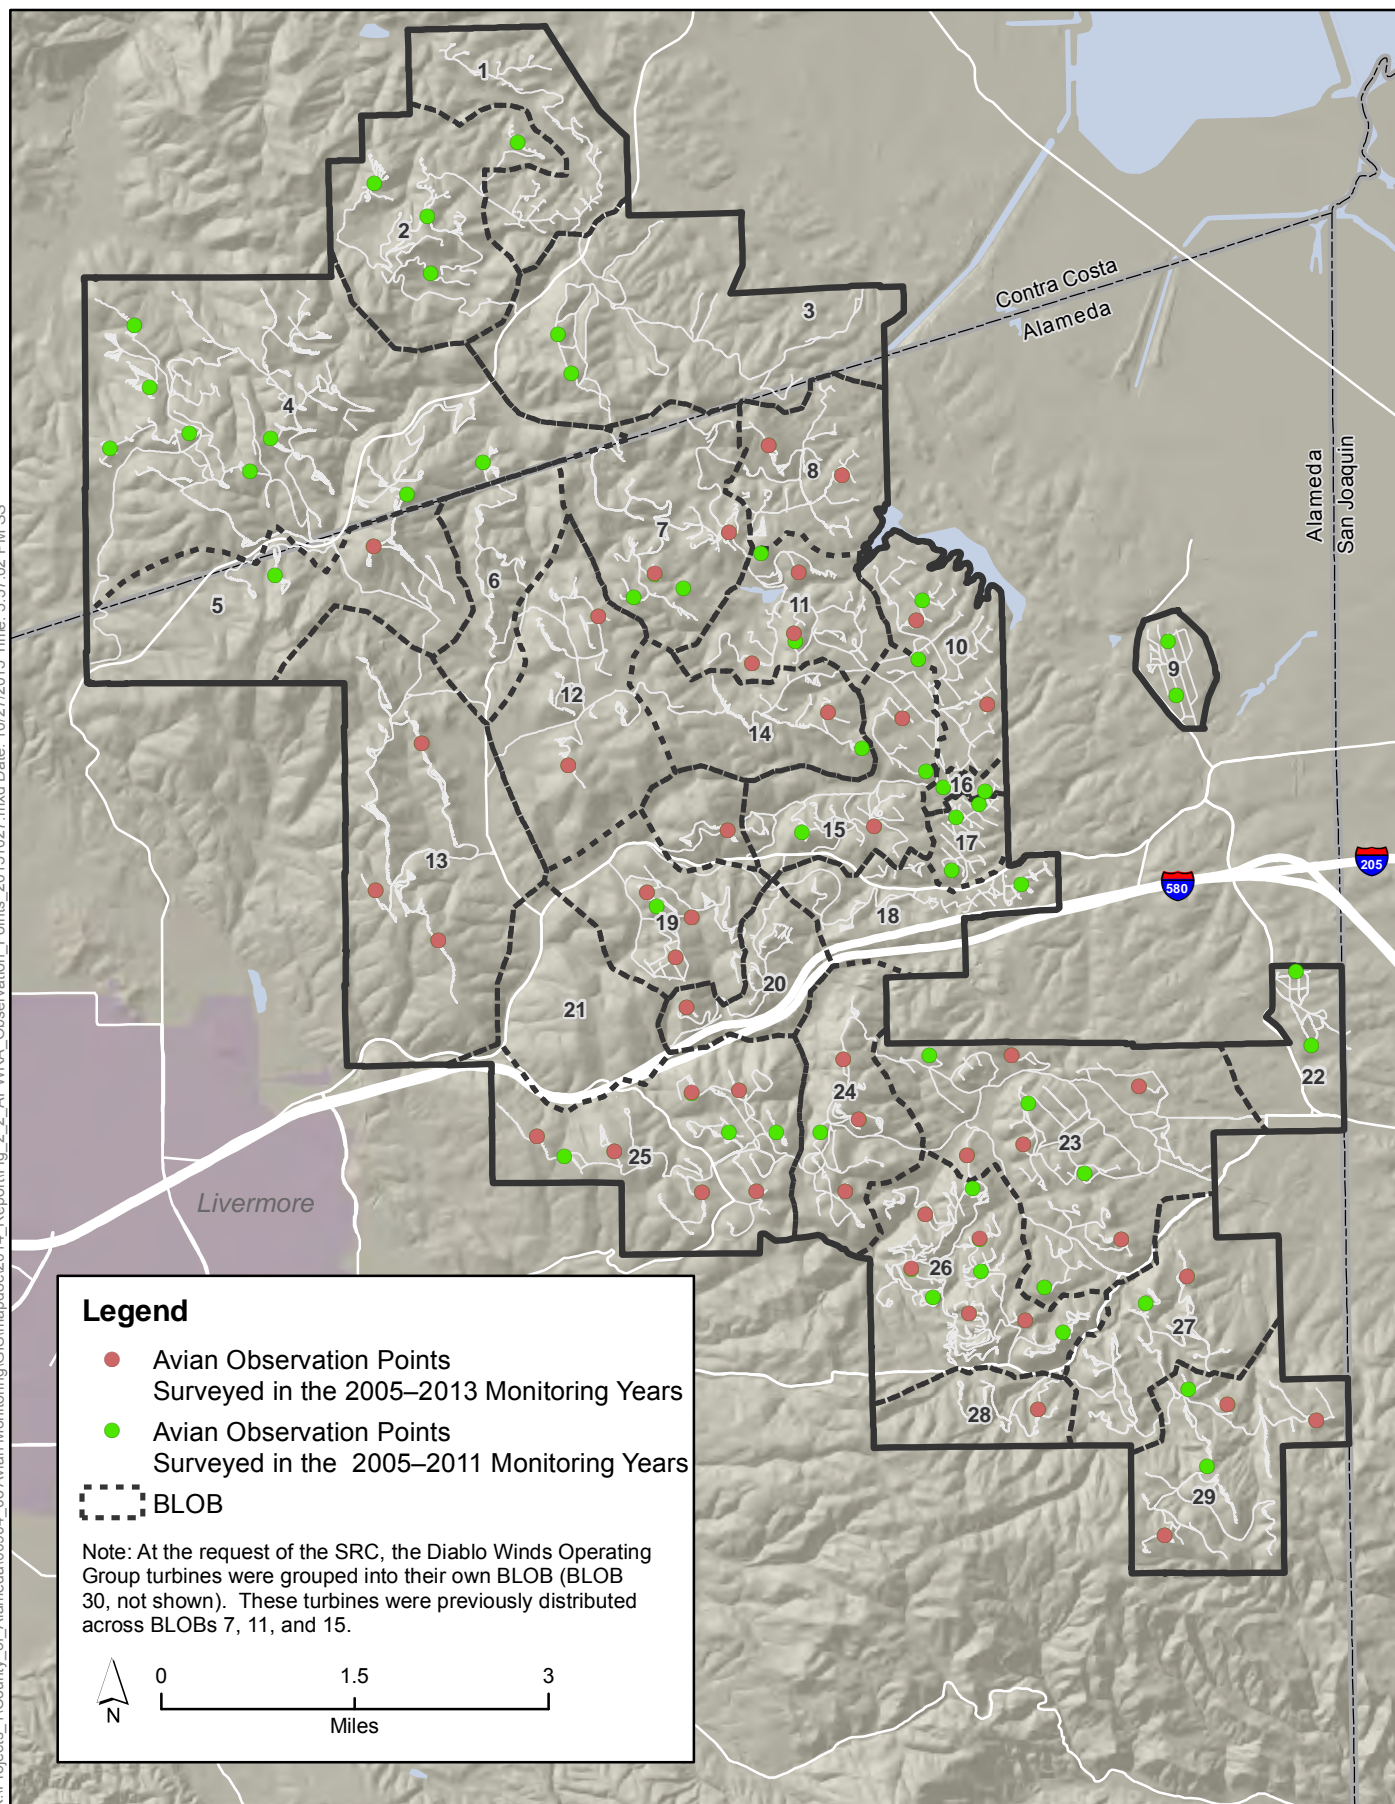 1
2
3
Contra Costa
Alameda
4
8
7
Alameda
San Joaquin
5
6
11
10
9
12
14
16
15
17
13
205
580
18
19
20
21
22
24
23
25
Livermore
26
27
28
29
Legend
Avian Observation Points
Surveyed in the 2005–2013 Monitoring Years
Avian Observation Points
Surveyed in the 2005–2011 Monitoring Years
BLOB
Note: At the request of the SRC, the Diablo Winds Operating
Group turbines were grouped into their own BLOB (BLOB
30, not shown). These turbines were previously distributed
across BLOBs 7, 11, and 15.
0 1.5 3
N
Miles